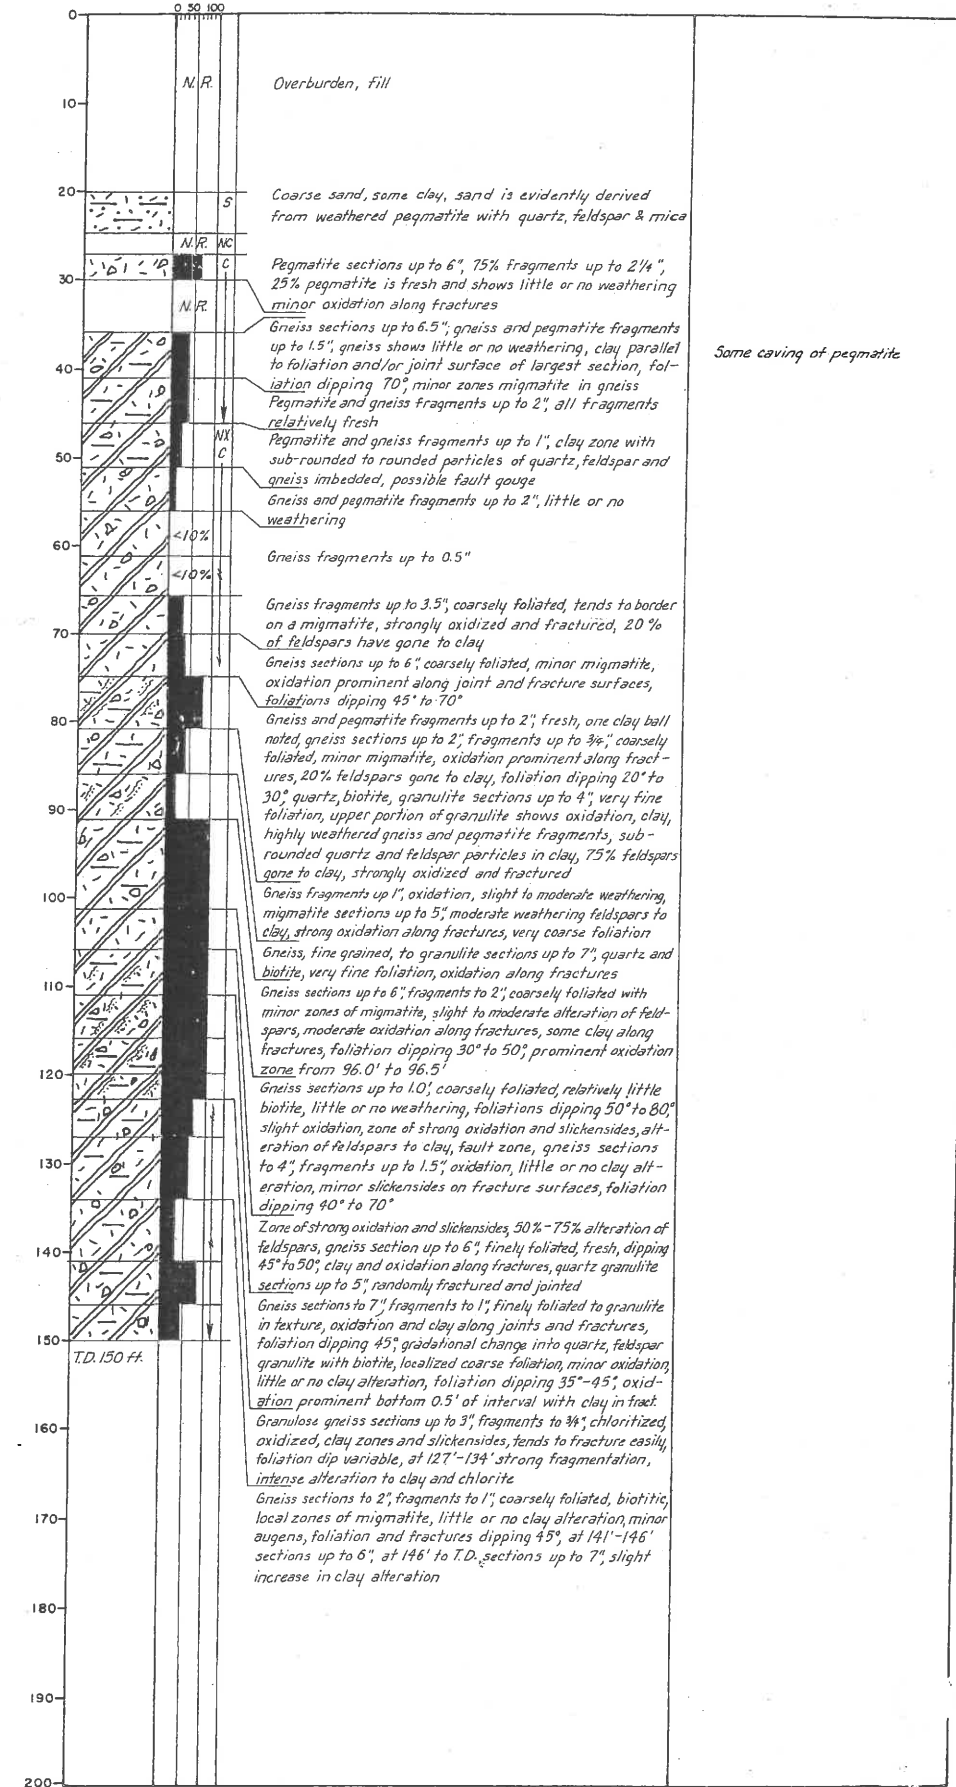 0 50 100
0
N. R.
Overburden, fill
10
20
S
Coarse sand, some clay, sand is evidently derived
from weathered pegmatite with quartz, feldspar & mica
N. R. NC
C
Pegmatite sections up to 6", 75% fragments up to 2 1/4",
25% pegmatite is fresh and shows little or no weathering
30
minor oxidation along fractures
N. R.
Gneiss sections up to 6.5", gneiss and pegmatite fragments
up to 1.5", gneiss shows little or no weathering, clay parallel
Some caving of pegmatite
to foliation and/or joint surface of largest section, fol-
40
iation dipping 70°, minor zones migmatite in gneiss
Pegmatite and gneiss fragments up to 2", all fragments
relatively fresh
NX
C
Pegmatite and gneiss fragments up to 1", clay zone with
50
sub-rounded to rounded particles of quartz, feldspar and
gneiss imbedded, possible fault gouge
Gneiss and pegmatite fragments up to 2", little or no
weathering
<10%
60
Gneiss fragments up to 0.5"
<10%
Gneiss fragments up to 3.5", coarsely foliated, tends to border
on a migmatite, strongly oxidized and fractured, 20%
70
of feldspars have gone to clay
Gneiss sections up to 6", coarsely foliated, minor migmatite,
oxidation prominent along joint and fracture surfaces,
foliations dipping 45° to 70°
80
Gneiss and pegmatite fragments up to 2", fresh, one clay ball
noted, gneiss sections up to 2", fragments up to 3/4", coarsely
foliated, minor migmatite, oxidation prominent along fract-
ures, 20% feldspars gone to clay, foliation dipping 20° to
30°, quartz, biotite, granulite sections up to 4", very fine
90
foliation, upper portion of granulite shows oxidation, clay,
highly weathered gneiss and pegmatite fragments, sub-
rounded quartz and feldspar particles in clay, 75% feldspars
gone to clay, strongly oxidized and fractured
100
Gneiss fragments up 1", oxidation, slight to moderate weathering,
migmatite sections up to 5", moderate weathering feldspars to
clay, strong oxidation along fractures, very coarse foliation
Gneiss, fine grained, to granulite sections up to 7", quartz and
biotite, very fine foliation, oxidation along fractures
110
Gneiss sections up to 6", fragments to 2", coarsely foliated with
minor zones of migmatite, slight to moderate alteration of feld-
spars, moderate oxidation along fractures, some clay along
fractures, foliation dipping 30° to 50°, prominent oxidation
120
zone from 96.0' to 96.5'
Gneiss sections up to 1.0', coarsely foliated, relatively little
biotite, little or no weathering, foliations dipping 50° to 80°,
slight oxidation, zone of strong oxidation and slickensides, alt-
eration of feldspars to clay, fault zone, gneiss sections
130
to 4", fragments up to 1.5", oxidation, little or no clay alt-
eration, minor slickensides on fracture surfaces, foliation
dipping 40° to 70°
Zone of strong oxidation and slickensides, 50%-75% alteration of
140
feldspars, gneiss section up to 6", finely foliated, fresh, dipping
45° to 50°, clay and oxidation along fractures, quartz granulite
sections up to 5", randomly fractured and jointed
Gneiss sections to 7", fragments to 1", finely foliated to granulite
in texture, oxidation and clay along joints and fractures,
150
foliation dipping 45°, gradational change into quartz, feldspar
T.D. 150 ft.
granulite with biotite, localized coarse foliation, minor oxidation,
little or no clay alteration, foliation dipping 35°-45°, oxid-
ation prominent bottom 0.5' of interval with clay in fract.
Granulose gneiss sections up to 3", fragments to 3/4", chloritized,
160
oxidized, clay zones and slickensides, tends to fracture easily,
foliation dip variable, at 127'-134' strong fragmentation,
intense alteration to clay and chlorite
Gneiss sections to 2", fragments to 1", coarsely foliated, biotitic,
170
local zones of migmatite, little or no clay alteration, minor
augens, foliation and fractures dipping 45°, at 141'-146'
sections up to 6", at 146' to T.D., sections up to 7", slight
increase in clay alteration
180
190
200